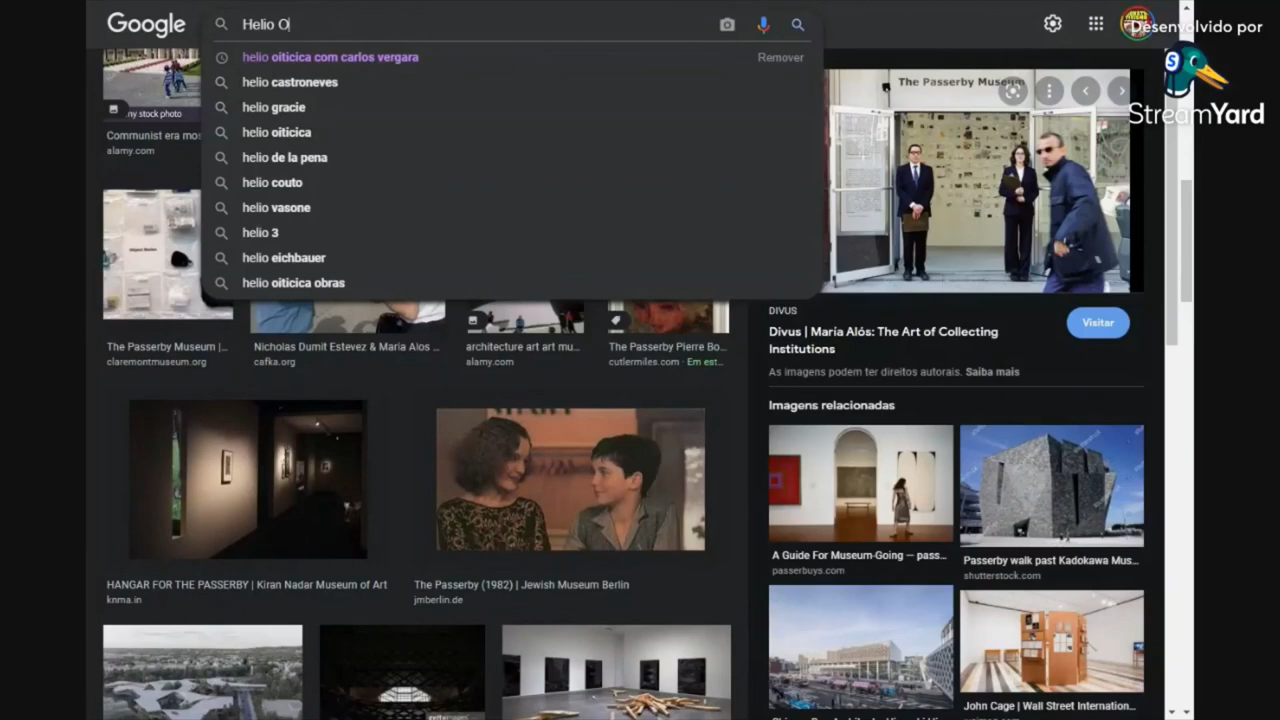 Google
Helio O
Desenvolvido por
StreamYard
helio oiticica com carlos vergara
Remover
helio castroneves
helio gracie
helio oiticica
helio de la pena
helio couto
helio vasone
helio 3
helio eichbauer
helio oiticica obras
ny stock photo
Communist era mos
alamy.com
The Passerby Museum
The Passerby Museum |...
claremontmuseum.org
Nicholas Dumit Estevez & Maria Alos ...
cafka.org
architecture art art mu...
alamy.com
The Passerby Pierre Bo...
cutlermiles.com · Em est...
DIVUS
Divus | María Alós: The Art of Collecting
Institutions
Visitar
As imagens podem ter direitos autorais. Saiba mais
Imagens relacionadas
HANGAR FOR THE PASSERBY | Kiran Nadar Museum of Art
knma.in
The Passerby (1982) | Jewish Museum Berlin
jmberlin.de
A Guide For Museum-Going — pass...
passerbuys.com
Passerby walk past Kadokawa Mus...
shutterstock.com
John Cage | Wall Street Internation...